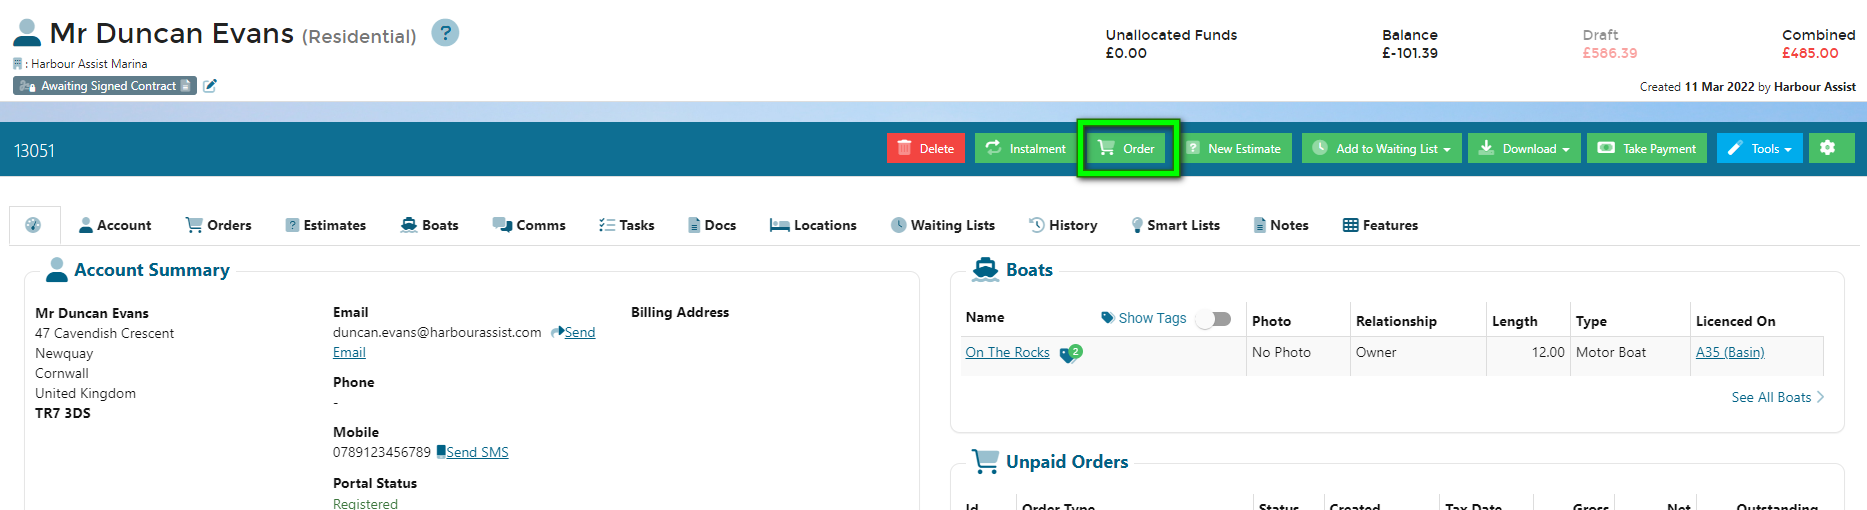 Mr Duncan Evans (Residential) ?
: Harbour Assist Marina
Awaiting Signed Contract
Unallocated Funds
£0.00
Balance
£-101.39
Draft
£586.39
Combined
£485.00
Created 11 Mar 2022 by Harbour Assist
13051
Delete
Instalment
Order
? New Estimate
Add to Waiting List
Download
Take Payment
Tools
Account
Orders
? Estimates
Boats
Comms
Tasks
Docs
Locations
Waiting Lists
History
Smart Lists
Notes
Features
Account Summary
Mr Duncan Evans
47 Cavendish Crescent
Newquay
Cornwall
United Kingdom
TR7 3DS
Email
duncan.evans@harbourassist.com Send
Email
Phone
-
Mobile
0789123456789 Send SMS
Portal Status
Registered
Billing Address
Boats
Name Show Tags Photo Relationship Length Type Licenced On
On The Rocks 2 No Photo Owner 12.00 Motor Boat A35 (Basin)
See All Boats
Unpaid Orders
Id Order Type Status Created Tax Date Gross Net Outstanding